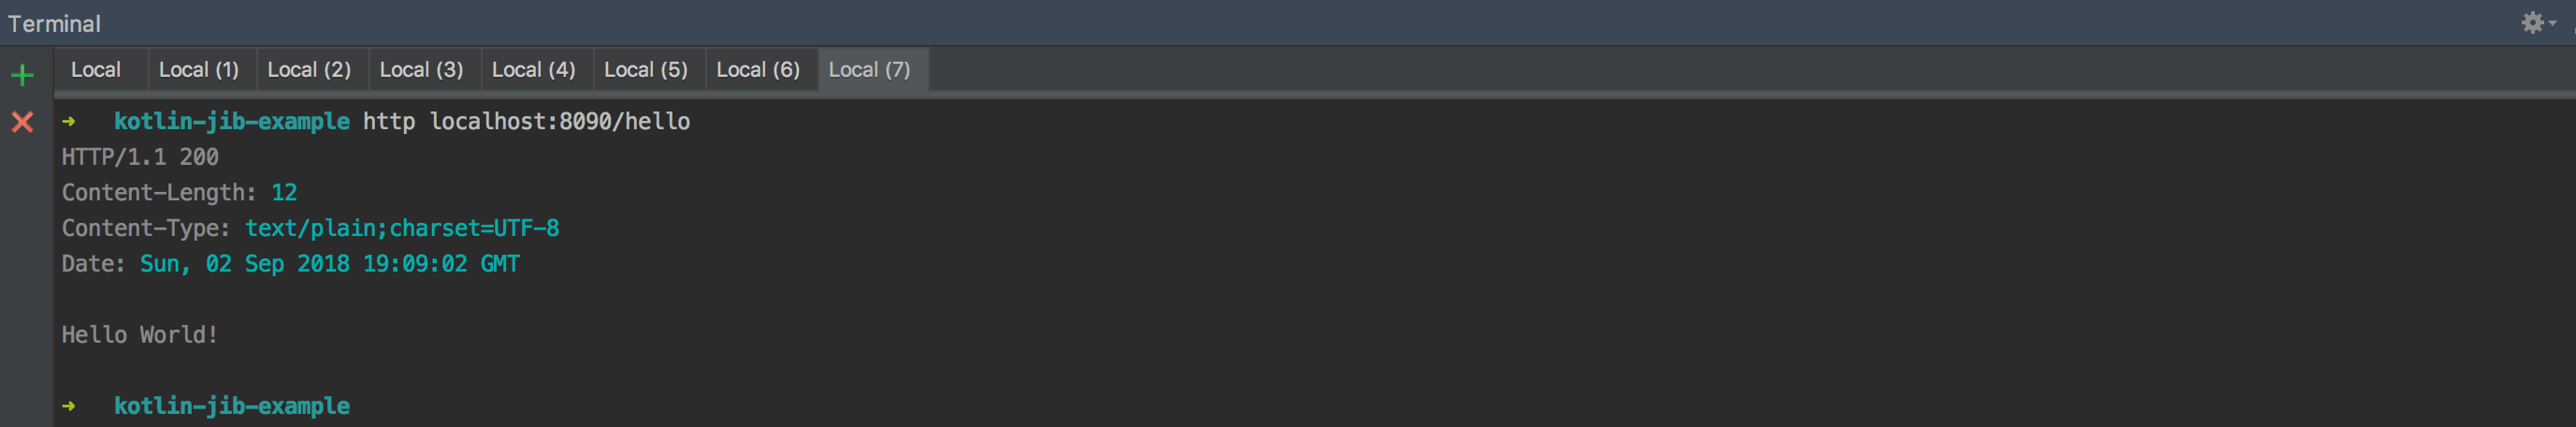 Terminal
Local Local (1) Local (2) Local (3) Local (4) Local (5) Local (6) Local (7)
➜ kotlin-jib-example http localhost:8090/hello
HTTP/1.1 200
Content-Length: 12
Content-Type: text/plain;charset=UTF-8
Date: Sun, 02 Sep 2018 19:09:02 GMT
Hello World!
➜ kotlin-jib-example